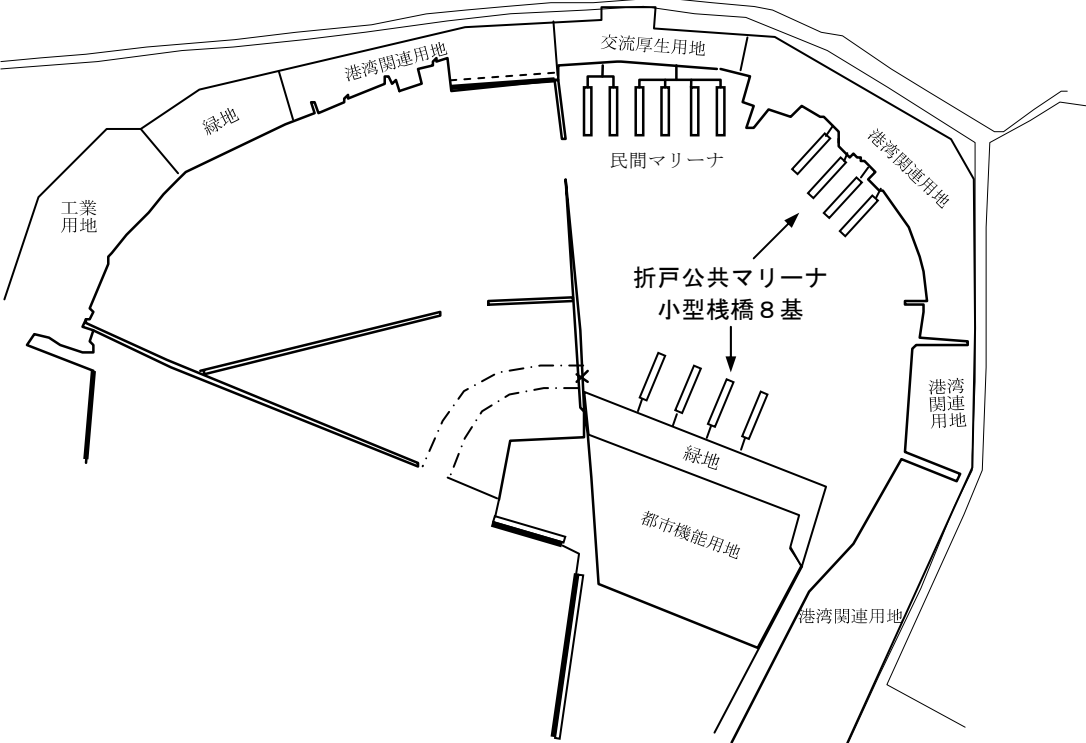 交流厚生用地
港湾関連用地
緑地
民間マリーナ
港湾関連用地
工業
用地
折戸公共マリーナ
小型桟橋８基
港湾
関連
用地
緑地
都市機能用地
港湾関連用地